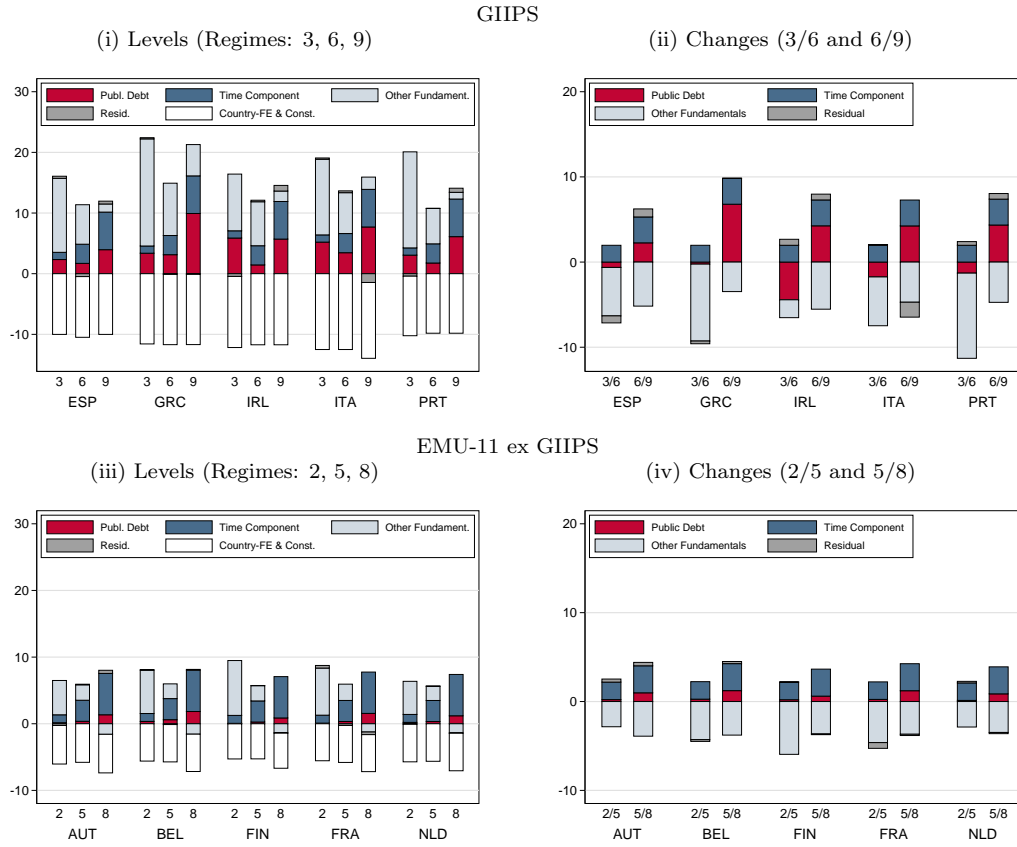 GIIPS
(i) Levels (Regimes: 3, 6, 9)
30
20
10
0
-10
Publ. Debt Time Component Other Fundament.
Resid. Country-FE & Const.
3 6 9 3 6 9 3 6 9 3 6 9 3 6 9
ESP GRC IRL ITA PRT
(ii) Changes (3/6 and 6/9)
20
10
0
-10
Public Debt Time Component
Other Fundamentals Residual
3/6 6/9 3/6 6/9 3/6 6/9 3/6 6/9 3/6 6/9
ESP GRC IRL ITA PRT
EMU-11 ex GIIPS
(iii) Levels (Regimes: 2, 5, 8)
30
20
10
0
-10
Publ. Debt Time Component Other Fundament.
Resid. Country-FE & Const.
2 5 8 2 5 8 2 5 8 2 5 8 2 5 8
AUT BEL FIN FRA NLD
(iv) Changes (2/5 and 5/8)
20
10
0
-10
Public Debt Time Component
Other Fundamentals Residual
2/5 5/8 2/5 5/8 2/5 5/8 2/5 5/8 2/5 5/8
AUT BEL FIN FRA NLD